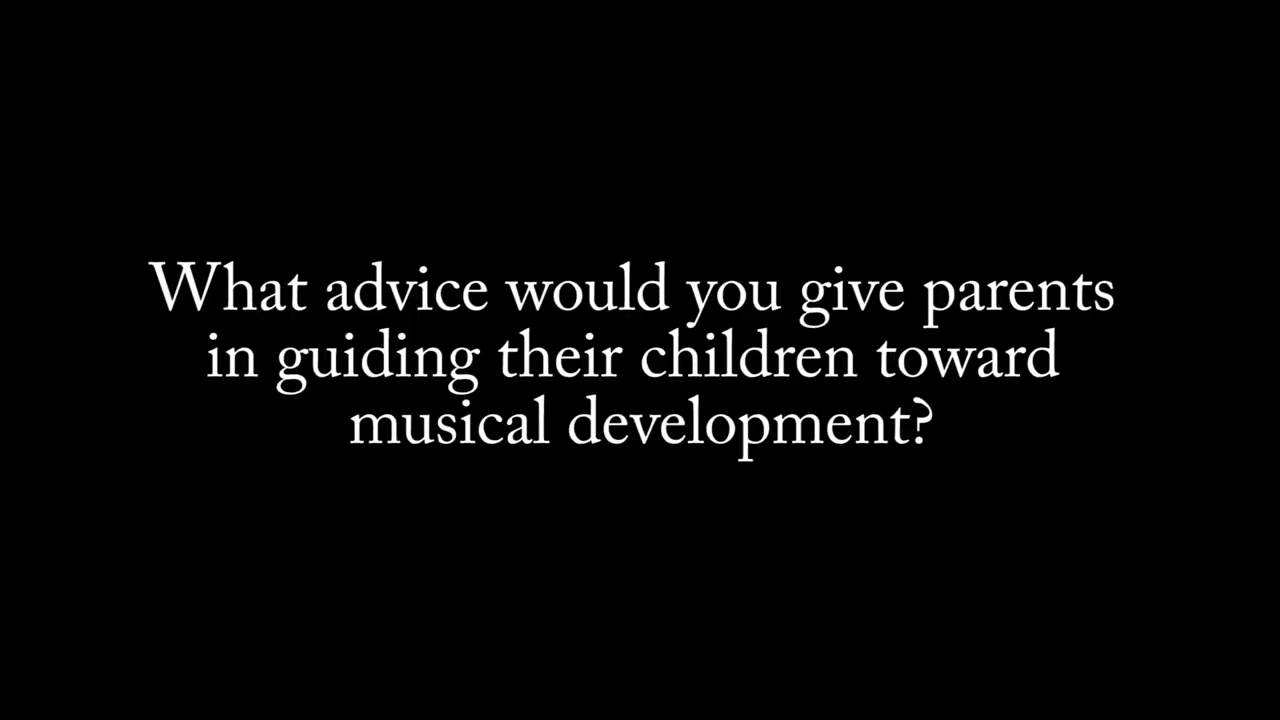 What advice would you give parents
in guiding their children toward
musical development?